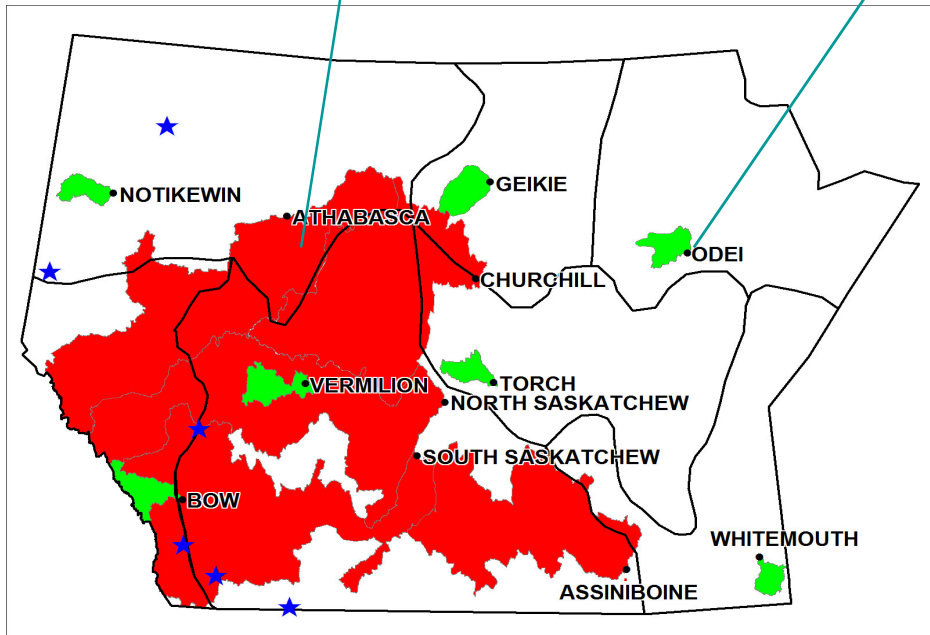 GEIKIE
NOTIKEWIN
ATHABASCA
ODEI
CHURCHILL
VERMILION
TORCH
NORTH SASKATCHEW
SOUTH SASKATCHEW
BOW
WHITEMOUTH
ASSINIBOINE